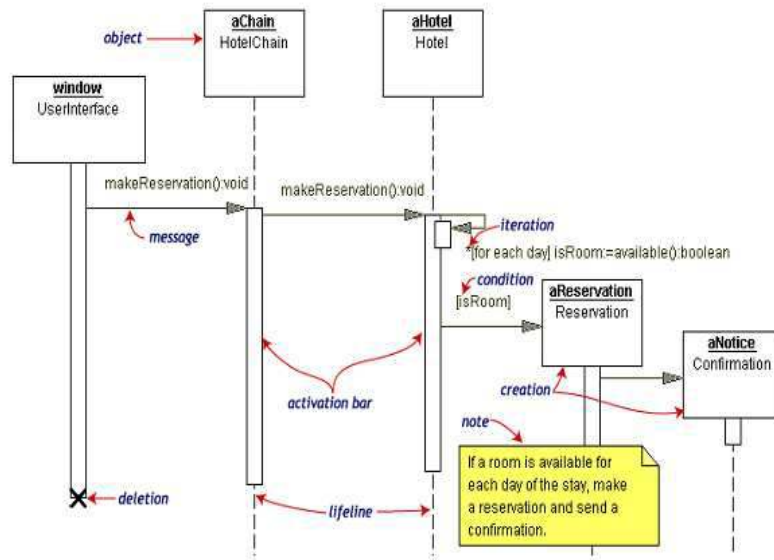 aChain
HotelChain
aHotel
Hotel
object
window
UserInterface
makeReservation():void
makeReservation():void
message
iteration
*[for each day] isRoom:=available():boolean
condition
[isRoom]
aReservation
Reservation
aNotice
Confirmation
activation bar
creation
note
If a room is available for
each day of the stay, make
a reservation and send a
confirmation.
deletion
lifeline